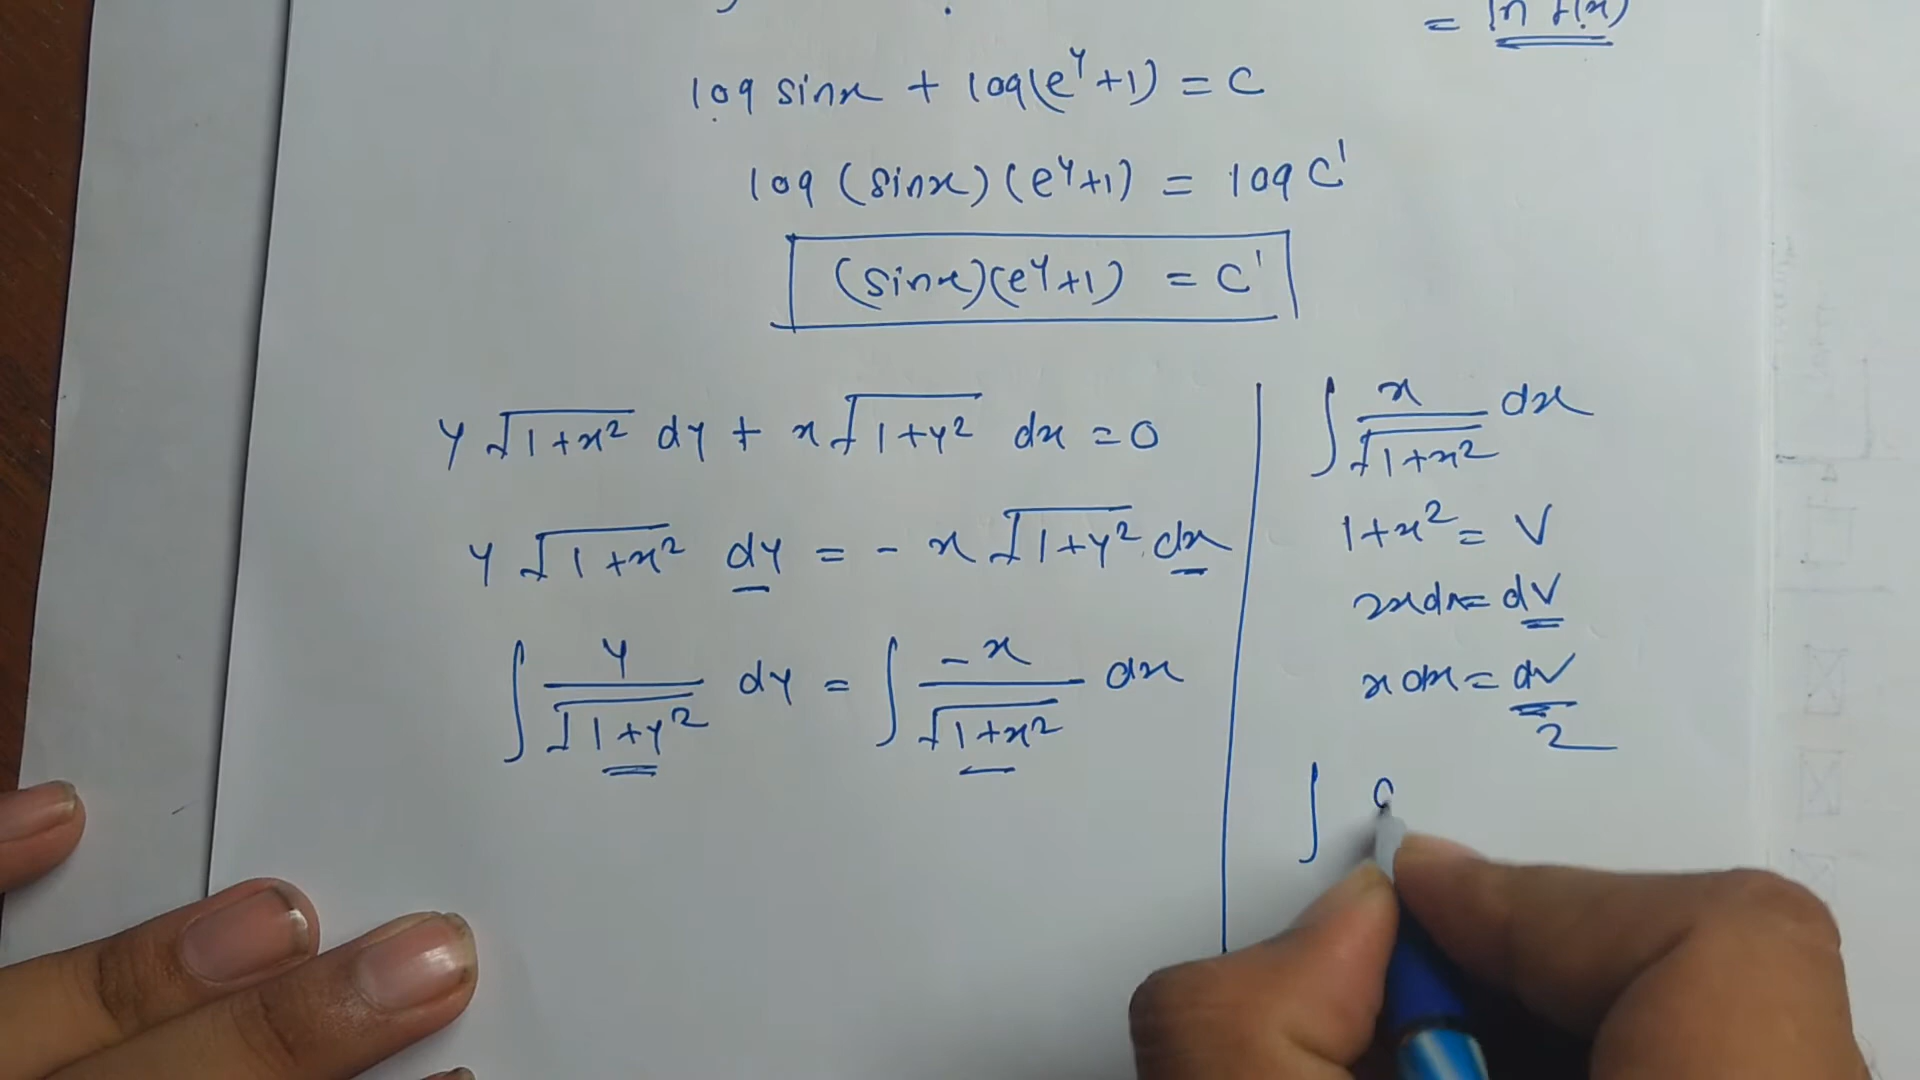 = ln f(x)
log sinx + log(e^y+1) = C
log (sinx)(e^y+1) = log C'
(sinx)(e^y+1) = C'
y √1+x² dy + x√1+y² dx = 0
y √1+x² dy = - x √1+y² dx
∫ y/√1+y² dy = ∫ -x/√1+x² dx
∫ x/√1+x² dx
1+x² = V
2xdx = dV
x dx = dV/2
∫